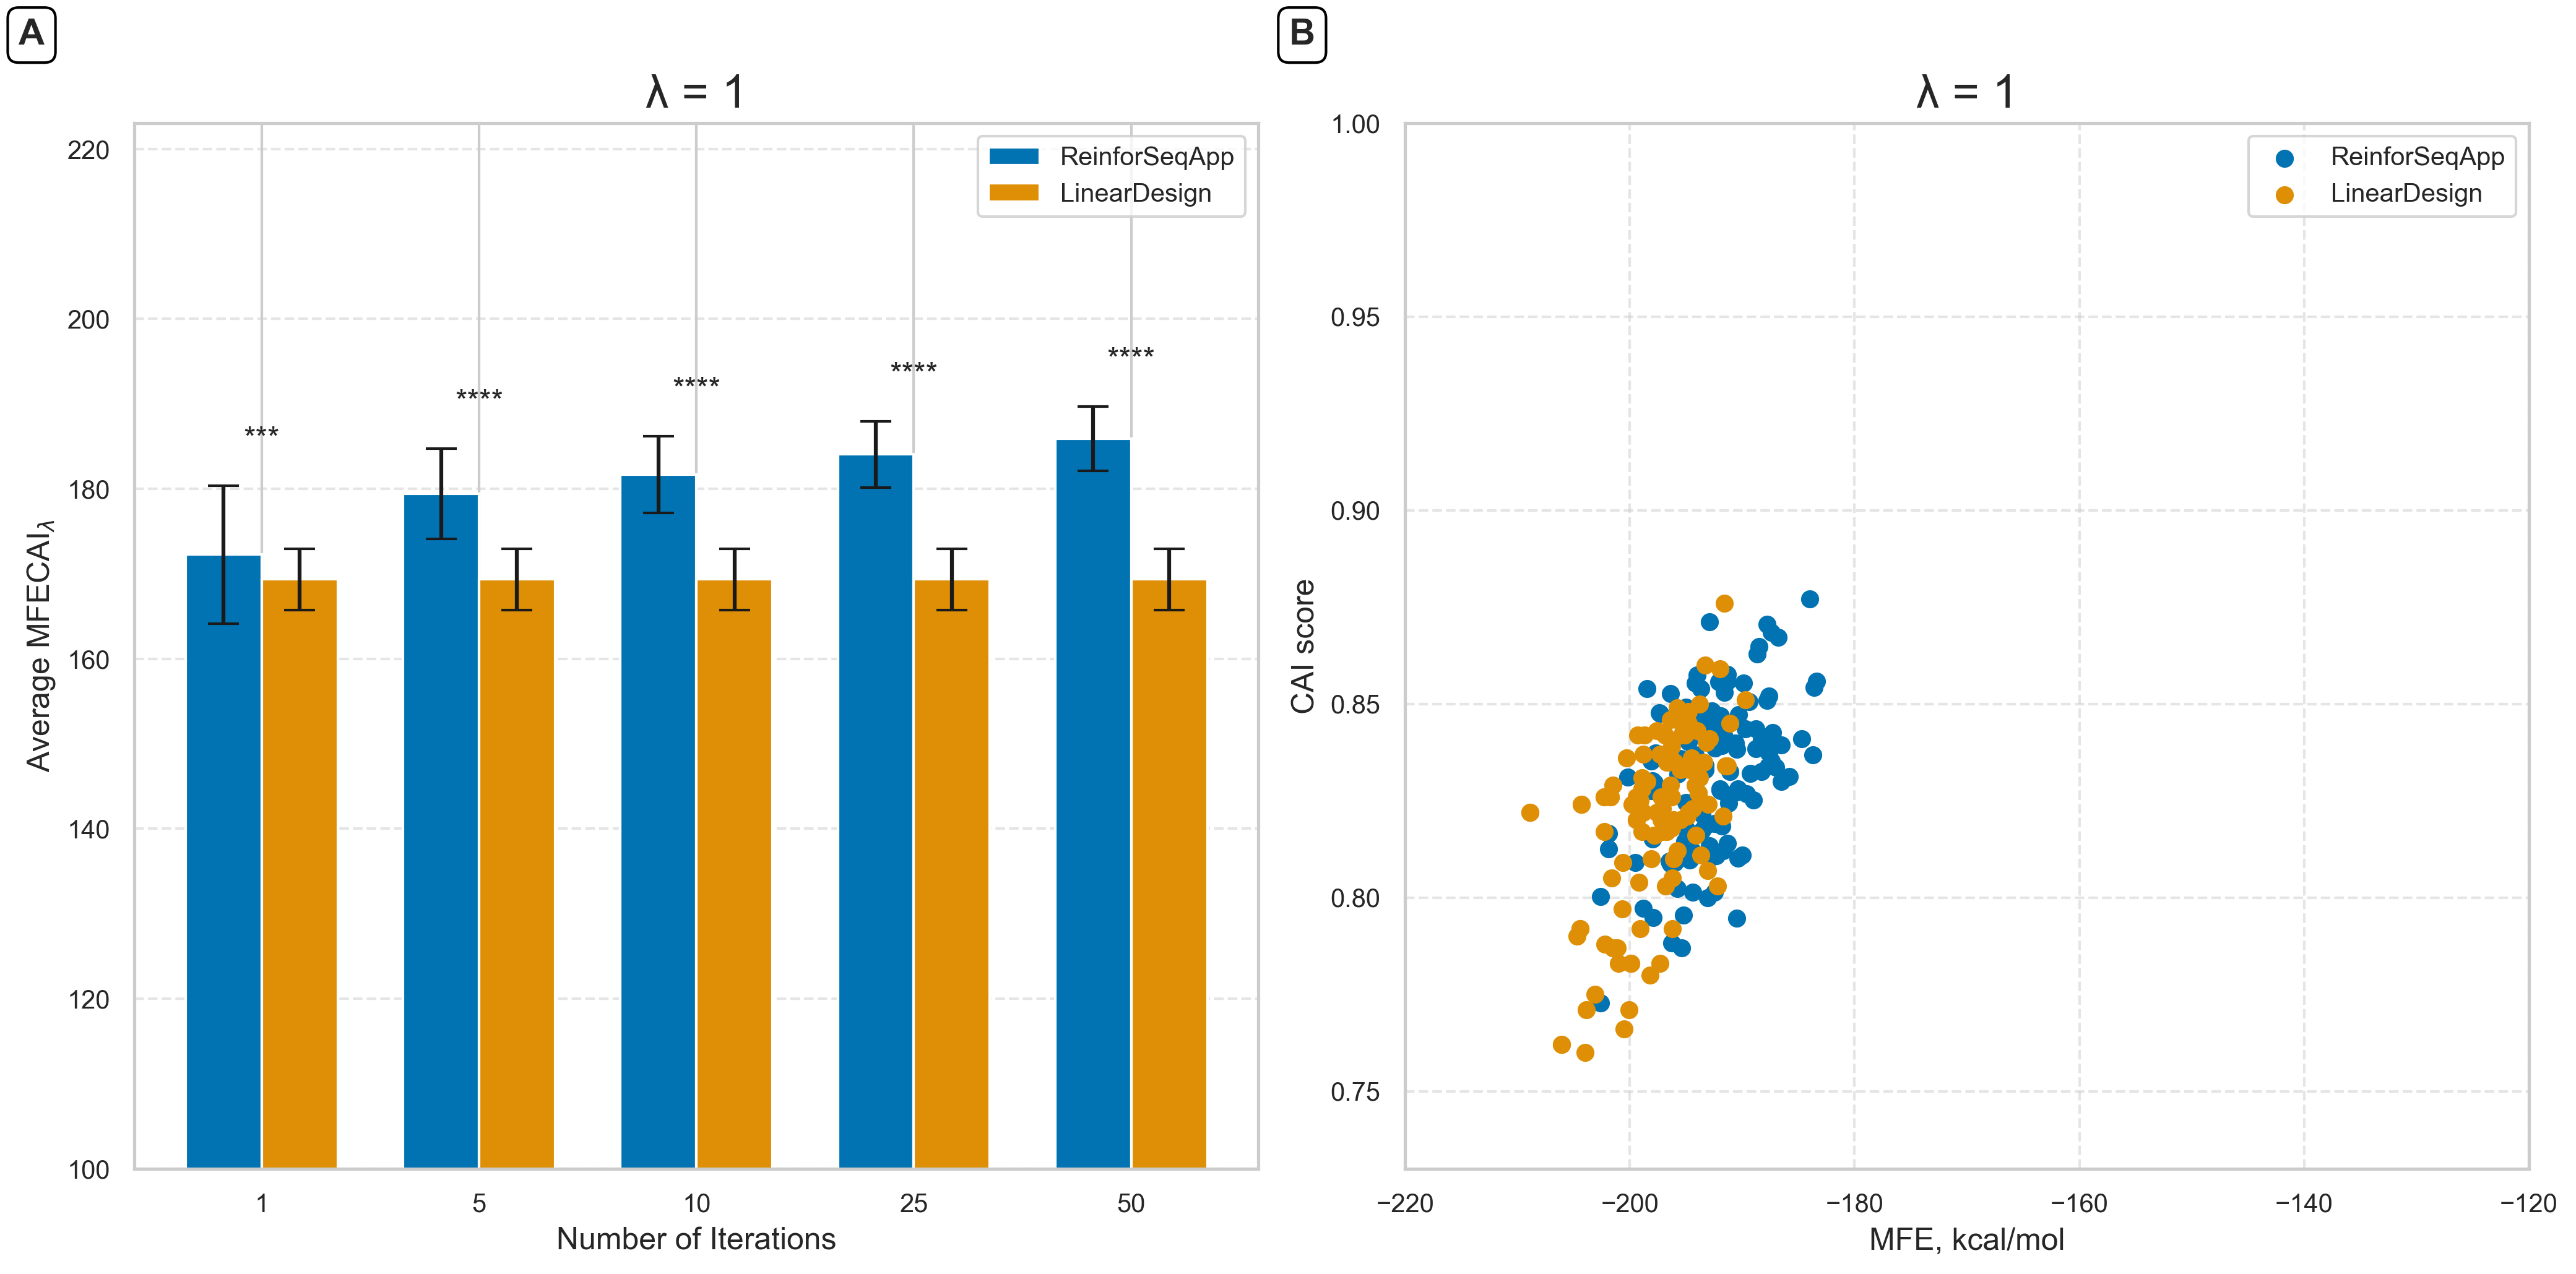 A
λ = 1
220
200
180
160
140
120
100
Average MFECAIλ
ReinforSeqApp
LinearDesign
***
****
****
****
****
1 5 10 25 50
Number of Iterations
B
λ = 1
1.00
0.95
0.90
0.85
0.80
0.75
CAI score
ReinforSeqApp
LinearDesign
−220 −200 −180 −160 −140 −120
MFE, kcal/mol